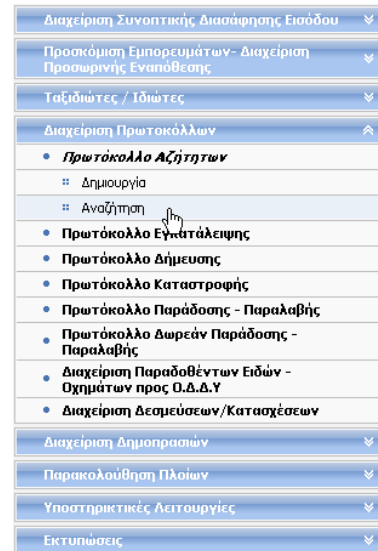 Διαχείριση Συνοπτικής Διασάφησης Εισόδου
Προσκόμιση Εμπορευμάτων- Διαχείριση
Προσωρινής Εναπόθεσης
Ταξιδιώτες / Ιδιώτες
Διαχείριση Πρωτοκόλλων
Πρωτόκολλο Αζήτητων
Δημιουργία
Αναζήτηση
Πρωτόκολλο Εγκατάλειψης
Πρωτόκολλο Δήμευσης
Πρωτόκολλο Καταστροφής
Πρωτόκολλο Παράδοσης - Παραλαβής
Πρωτόκολλο Δωρεάν Παράδοσης -
Παραλαβής
Διαχείριση Παραδοθέντων Ειδών -
Οχημάτων προς Ο.Δ.Δ.Υ
Διαχείριση Δεσμεύσεων/Κατασχέσεων
Διαχείριση Δημοπρασιών
Παρακολούθηση Πλοίων
Υποστηρικτικές Λειτουργίες
Εκτυπώσεις